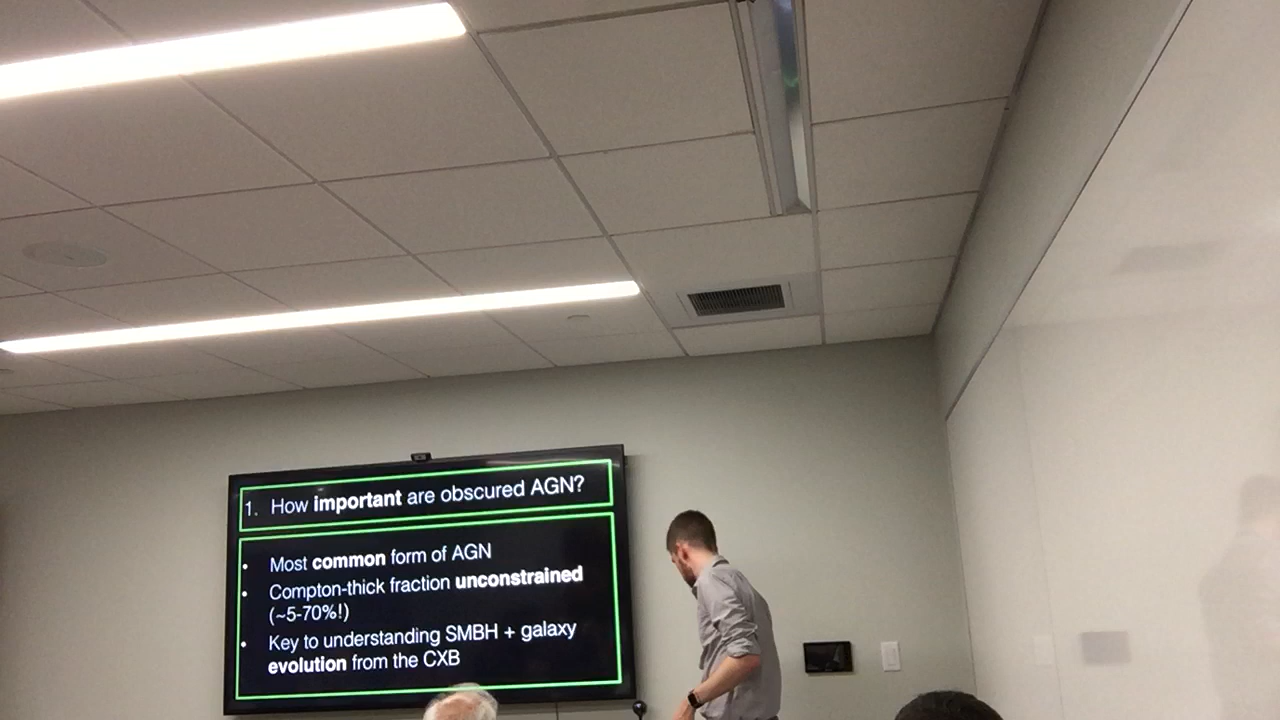 1. How important are obscured AGN?
• Most common form of AGN
• Compton-thick fraction unconstrained
(~5-70%!)
• Key to understanding SMBH + galaxy
evolution from the CXB